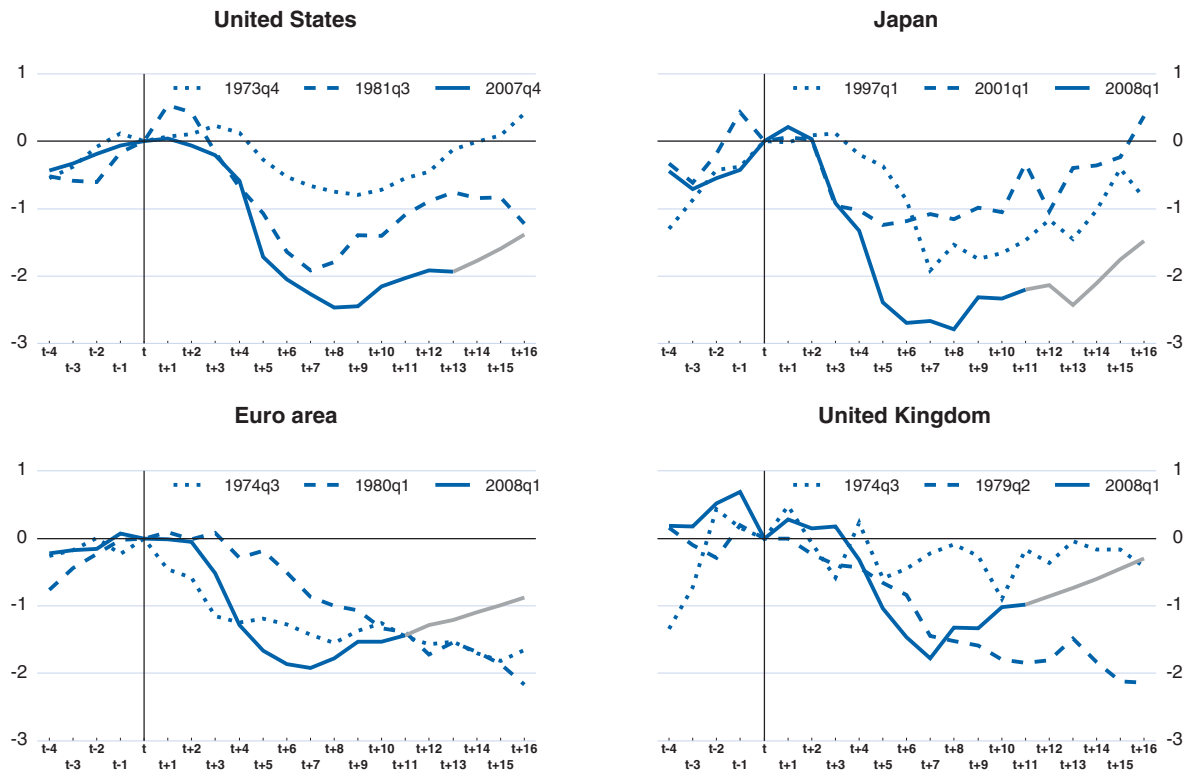 United States
1
1973q4 1981q3 2007q4
0
-1
-2
-3
t-4 t-2 t t+2 t+4 t+6 t+8 t+10 t+12 t+14 t+16
t-3 t-1 t+1 t+3 t+5 t+7 t+9 t+11 t+13 t+15
Japan
1
1997q1 2001q1 2008q1
0
-1
-2
-3
t-4 t-2 t t+2 t+4 t+6 t+8 t+10 t+12 t+14 t+16
t-3 t-1 t+1 t+3 t+5 t+7 t+9 t+11 t+13 t+15
Euro area
1
1974q3 1980q1 2008q1
0
-1
-2
-3
t-4 t-2 t t+2 t+4 t+6 t+8 t+10 t+12 t+14 t+16
t-3 t-1 t+1 t+3 t+5 t+7 t+9 t+11 t+13 t+15
United Kingdom
1
1974q3 1979q2 2008q1
0
-1
-2
-3
t-4 t-2 t t+2 t+4 t+6 t+8 t+10 t+12 t+14 t+16
t-3 t-1 t+1 t+3 t+5 t+7 t+9 t+11 t+13 t+15